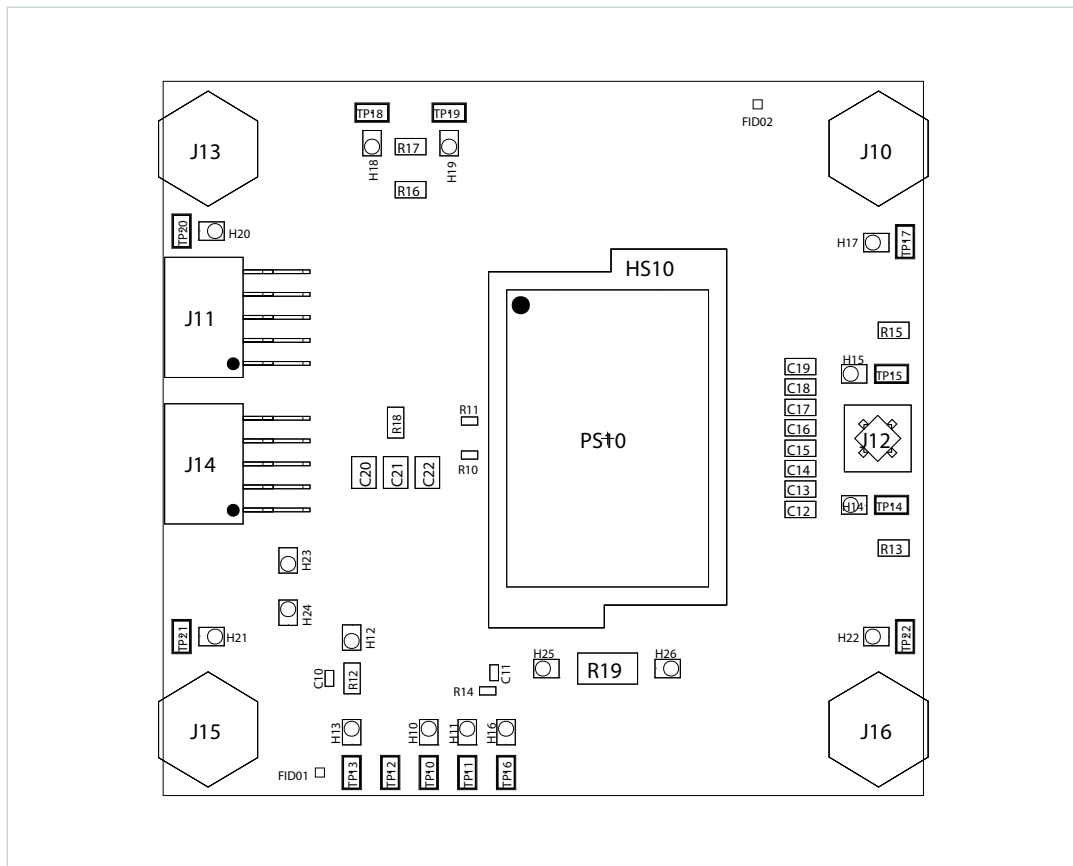 TP18
TP19
FID02
J13
H18
R17
H19
J10
R16
TP20
H20
H17
TP17
HS10
J11
R15
H15
C19
TP15
C18
C17
R11
R18
C16
PS10
J12
C15
J14
R10
C20
C21
C22
C14
C13
H14
TP14
C12
R13
H23
H24
TP21
H21
H12
H22
TP22
H25
H26
C10
R12
C11
R19
R14
J15
H13
H10
H11
H16
J16
FID01
TP13
TP12
TP10
TP11
TP16